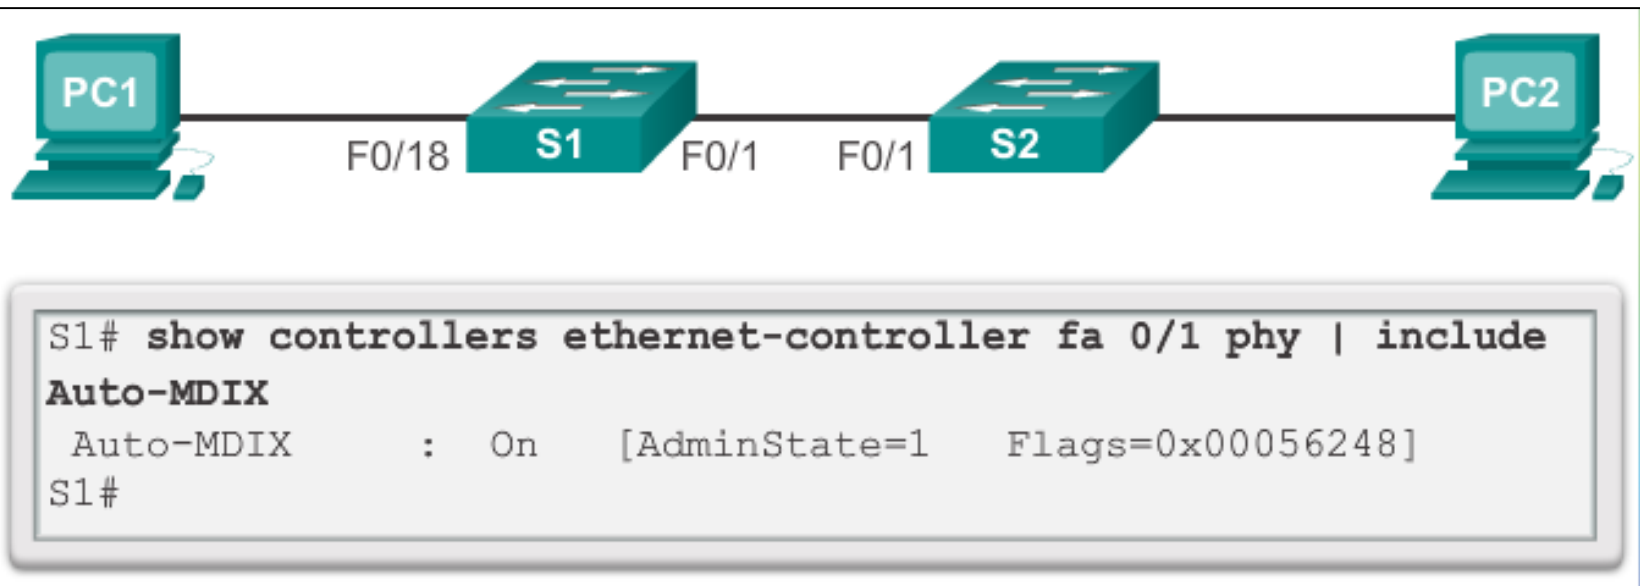 PC1
S1
S2
PC2
F0/18
F0/1
F0/1
S1# show controllers ethernet-controller fa 0/1 phy | include
Auto-MDIX
Auto-MDIX : On [AdminState=1 Flags=0x00056248]
S1#